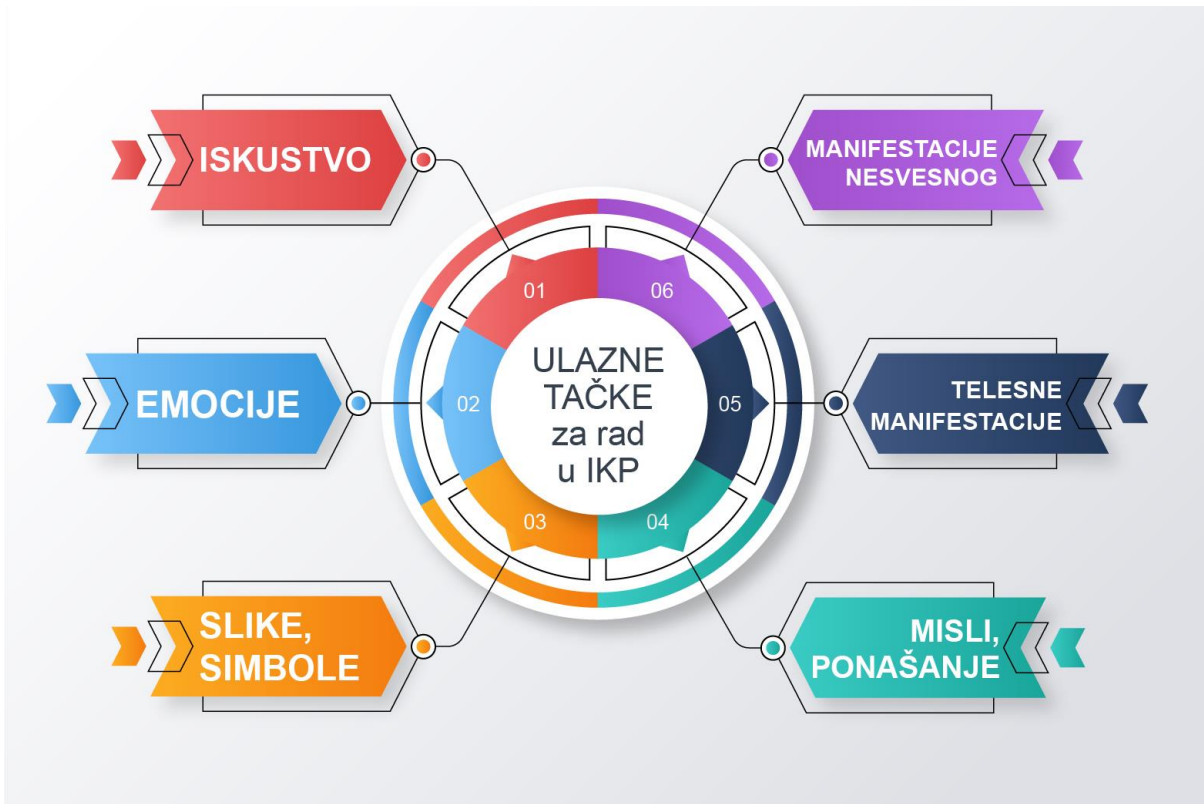 ISKUSTVO
01
EMOCIJE
02
SLIKE,
SIMBOLE
03
ULAZNE
TAČKE
za rad
u IKP
MANIFESTACIJE
NESVESNOG
06
TELESNE
MANIFESTACIJE
05
MISLI,
PONAŠANJE
04